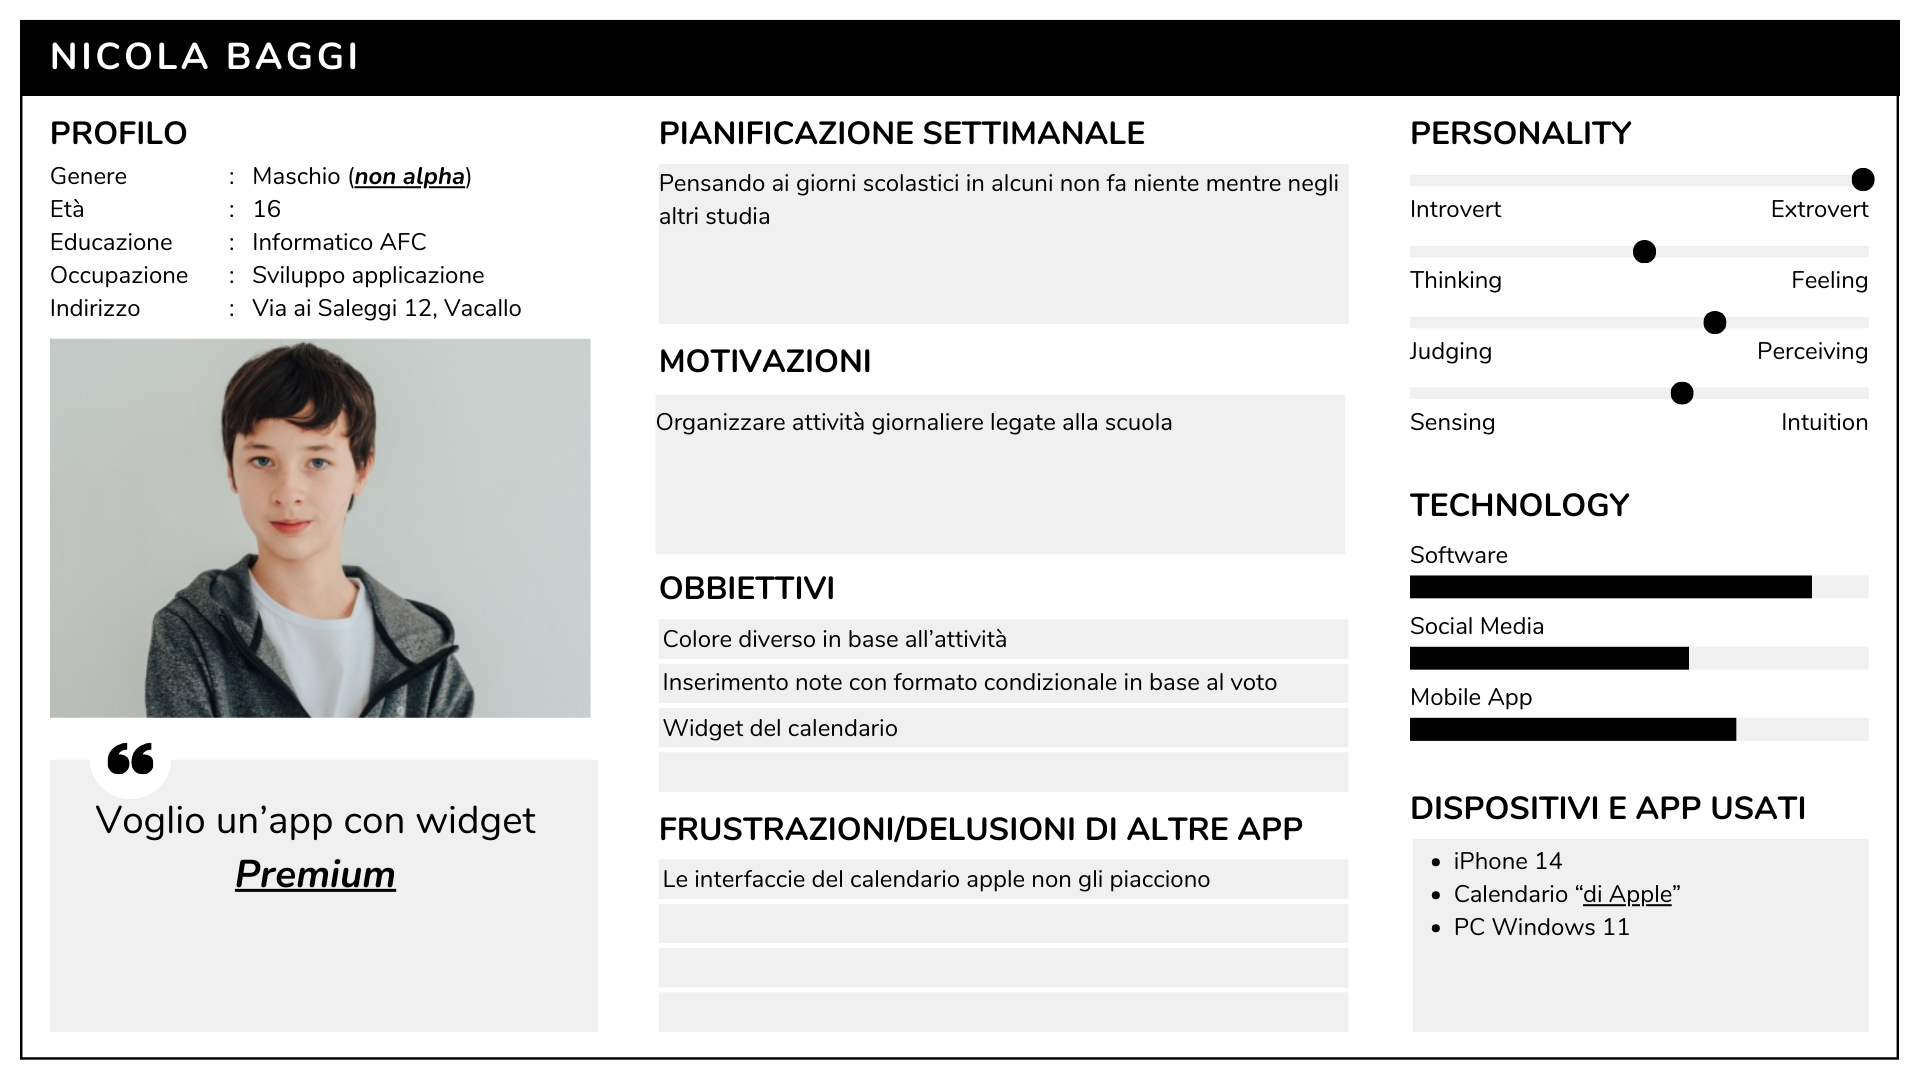 NICOLA BAGGI
PROFILO
Genere : Maschio (non alpha)
Età : 16
Educazione : Informatico AFC
Occupazione : Sviluppo applicazione
Indirizzo : Via ai Saleggi 12, Vacallo
“
Voglio un’app con widget
Premium
PIANIFICAZIONE SETTIMANALE
Pensando ai giorni scolastici in alcuni non fa niente mentre negli
altri studia
MOTIVAZIONI
Organizzare attività giornaliere legate alla scuola
OBBIETTIVI
Colore diverso in base all’attività
Inserimento note con formato condizionale in base al voto
Widget del calendario
FRUSTRAZIONI/DELUSIONI DI ALTRE APP
Le interfaccie del calendario apple non gli piacciono
PERSONALITY
Introvert Extrovert
Thinking Feeling
Judging Perceiving
Sensing Intuition
TECHNOLOGY
Software
Social Media
Mobile App
DISPOSITIVI E APP USATI
• iPhone 14
• Calendario “di Apple”
• PC Windows 11